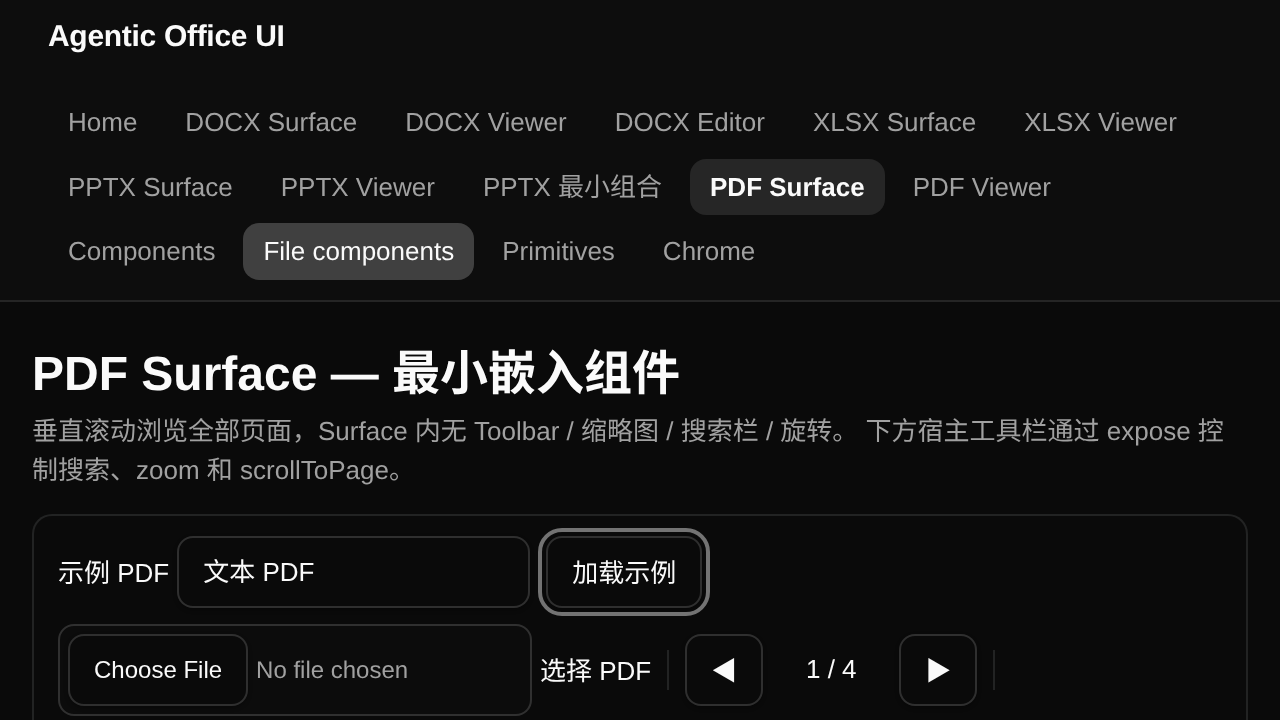 Agentic Office UI
Home DOCX Surface DOCX Viewer DOCX Editor XLSX Surface XLSX Viewer
PPTX Surface PPTX Viewer PPTX 最小组合 PDF Surface PDF Viewer
Components File components Primitives Chrome
PDF Surface — 最小嵌入组件
垂直滚动浏览全部页面，Surface 内无 Toolbar / 缩略图 / 搜索栏 / 旋转。 下方宿主工具栏通过 expose 控
制搜索、zoom 和 scrollToPage。
示例 PDF 文本 PDF 加载示例
Choose File No file chosen 选择 PDF ◀ 1 / 4 ▶